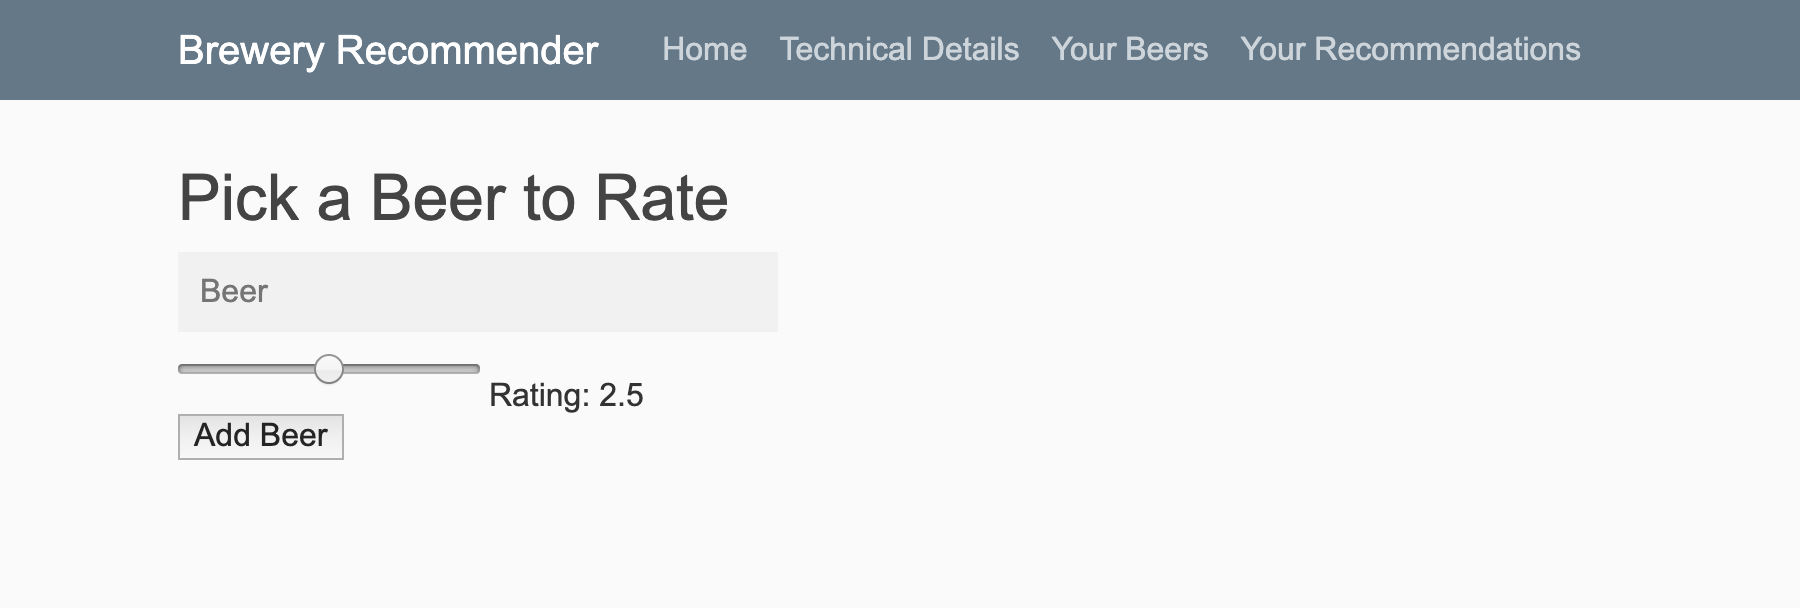 Brewery Recommender Home Technical Details Your Beers Your Recommendations
Pick a Beer to Rate
Beer
Rating: 2.5
Add Beer